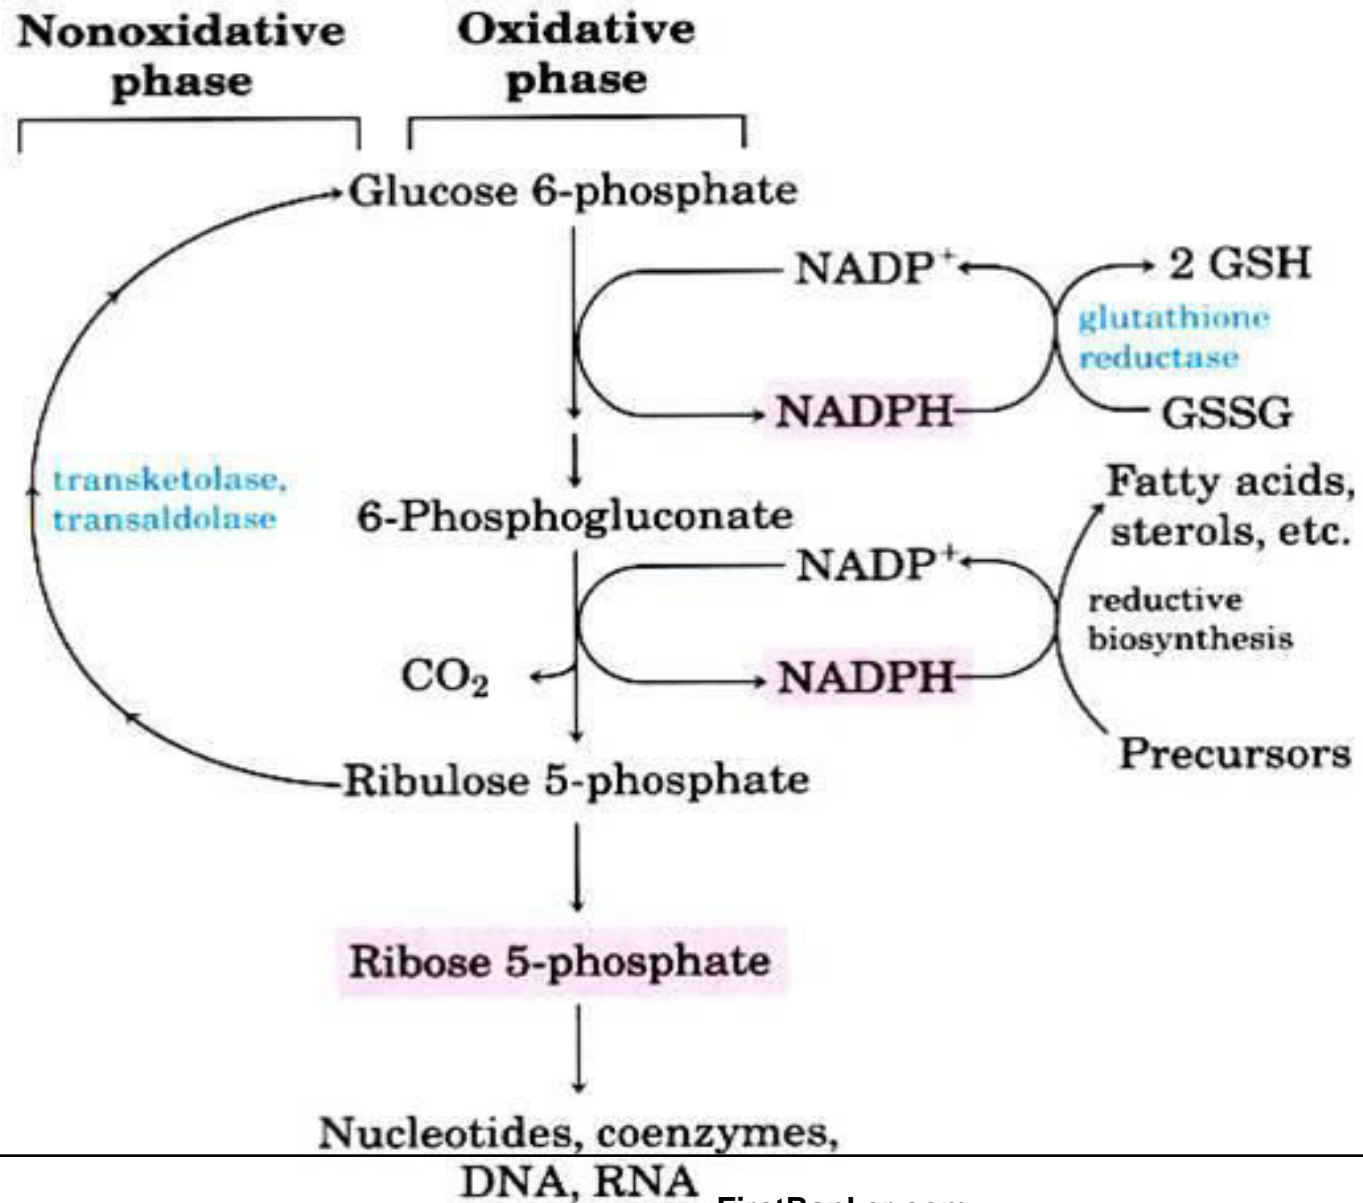 Nonoxidative
phase
Oxidative
phase
Glucose 6-phosphate
NADP+
2 GSH
glutathione
reductase
NADPH
GSSG
transketolase,
transaldolase
6-Phosphogluconate
Fatty acids,
sterols, etc.
NADP+
reductive
biosynthesis
CO2
NADPH
Precursors
Ribulose 5-phosphate
Ribose 5-phosphate
Nucleotides, coenzymes,
DNA, RNA